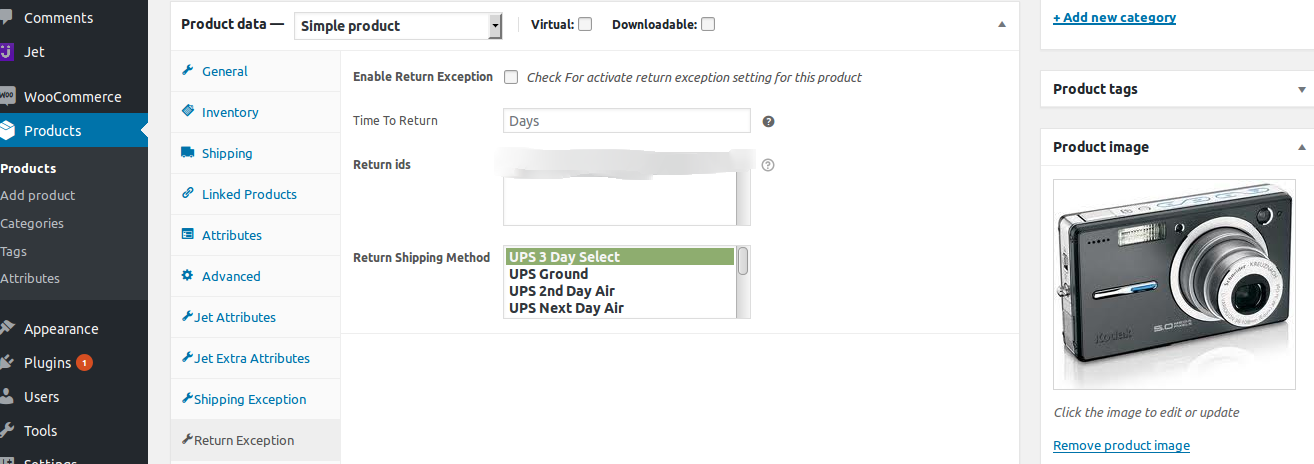 Comments
Jet
WooCommerce
Products
Products
Add product
Categories
Tags
Attributes
Appearance
Plugins 1
Users
Tools
Settings
Product data — Simple product Virtual: Downloadable:
General
Inventory
Shipping
Linked Products
Attributes
Advanced
Jet Attributes
Jet Extra Attributes
Shipping Exception
Return Exception
Enable Return Exception Check For activate return exception setting for this product
Time To Return Days
Return ids
Return Shipping Method UPS 3 Day Select
UPS Ground
UPS 2nd Day Air
UPS Next Day Air
+ Add new category
Product tags
Product image
Kodak
5.0
Click the image to edit or update
Remove product image